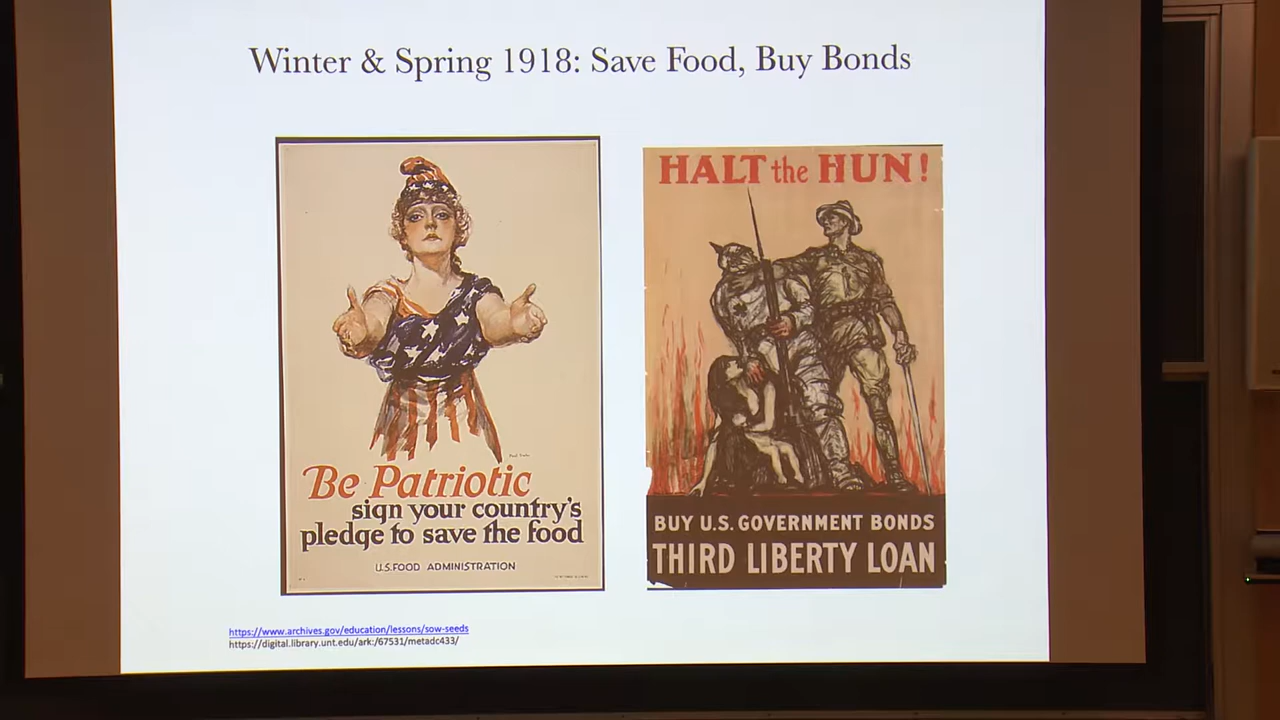 Winter & Spring 1918: Save Food, Buy Bonds
Be Patriotic
sign your country's
pledge to save the food
U.S. FOOD ADMINISTRATION
HALT the HUN!
BUY U.S. GOVERNMENT BONDS
THIRD LIBERTY LOAN
https://www.archives.gov/education/lessons/sow-seeds
https://digital.library.unt.edu/ark:/67531/metadc433/